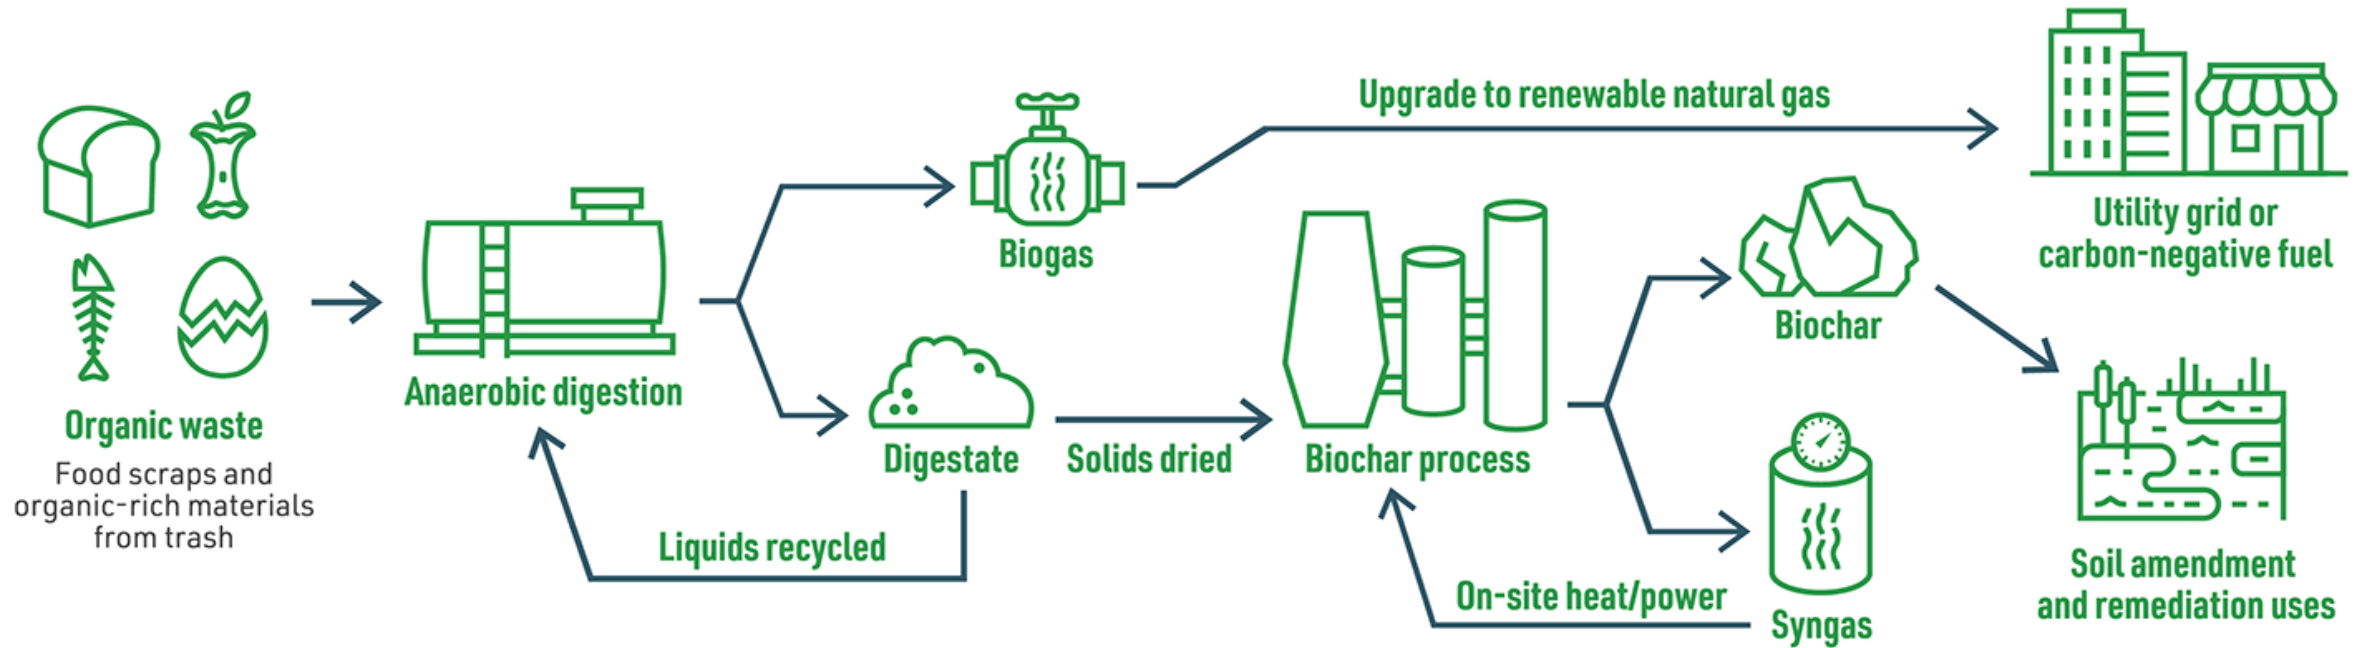 Organic waste
Food scraps and
organic-rich materials
from trash
Anaerobic digestion
Biogas
Upgrade to renewable natural gas
Utility grid or
carbon-negative fuel
Digestate
Liquids recycled
Solids dried
Biochar process
Biochar
Soil amendment
and remediation uses
Syngas
On-site heat/power